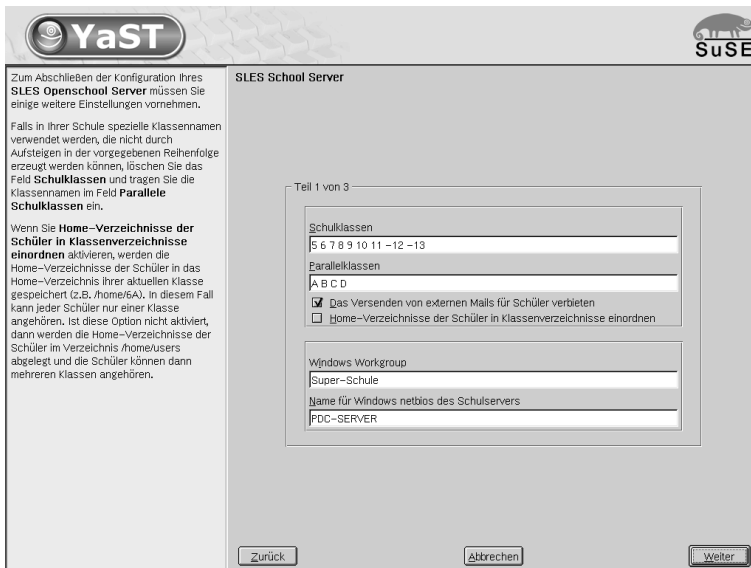 YaST
SuSE
Zum Abschließen der Konfiguration Ihres
SLES Openschool Server müssen Sie
einige weitere Einstellungen vornehmen.
Falls in Ihrer Schule spezielle Klassennamen
verwendet werden, die nicht durch
Aufsteigen in der vorgegebenen Reihenfolge
erzeugt werden können, löschen Sie das
Feld Schulklassen und tragen Sie die
Klassennamen im Feld Parallele
Schulklassen ein.
Wenn Sie Home-Verzeichnisse der
Schüler in Klassenverzeichnisse
einordnen aktivieren, werden die
Home-Verzeichnisse der Schüler in das
Home-Verzeichnis ihrer aktuellen Klasse
gespeichert (z.B. /home/6A). In diesem Fall
kann jeder Schüler nur einer Klasse
angehören. Ist diese Option nicht aktiviert,
dann werden die Home-Verzeichnisse der
Schüler im Verzeichnis /home/users
abgelegt und die Schüler können dann
mehreren Klassen angehören.
SLES School Server
Teil 1 von 3
Schulklassen
5 6 7 8 9 10 11 -12 -13
Parallelklassen
A B C D
Das Versenden von externen Mails für Schüler verbieten
Home-Verzeichnisse der Schüler in Klassenverzeichnisse einordnen
Windows Workgroup
Super-Schule
Name für Windows netbios des Schulservers
PDC-SERVER
Zurück
Abbrechen
Weiter